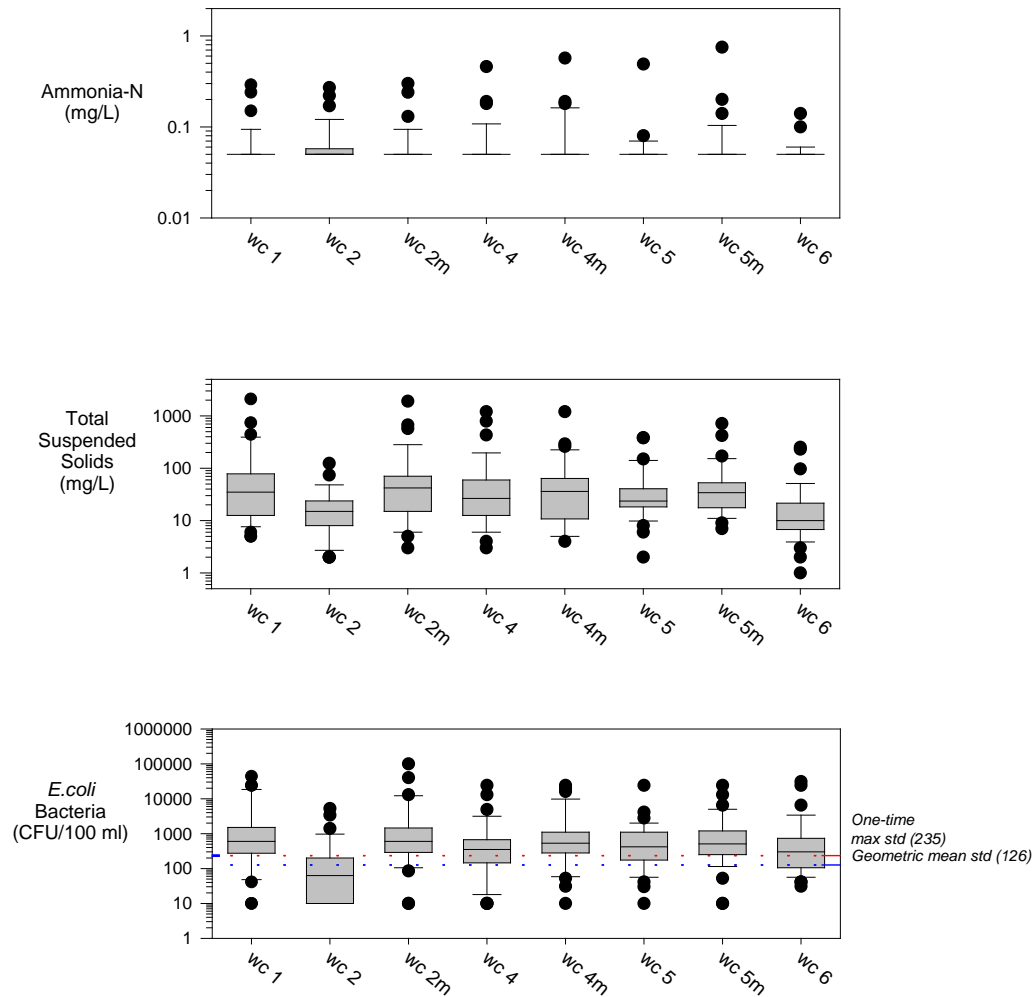 1
Ammonia-N
(mg/L)
0.1
0.01
wc 1
wc 2
wc 2m
wc 4
wc 4m
wc 5
wc 5m
wc 6
Total
Suspended
Solids
(mg/L)
1000
100
10
1
wc 1
wc 2
wc 2m
wc 4
wc 4m
wc 5
wc 5m
wc 6
E.coli
Bacteria
(CFU/100 ml)
1000000
100000
10000
1000
100
10
1
One-time
max std (235)
Geometric mean std (126)
wc 1
wc 2
wc 2m
wc 4
wc 4m
wc 5
wc 5m
wc 6